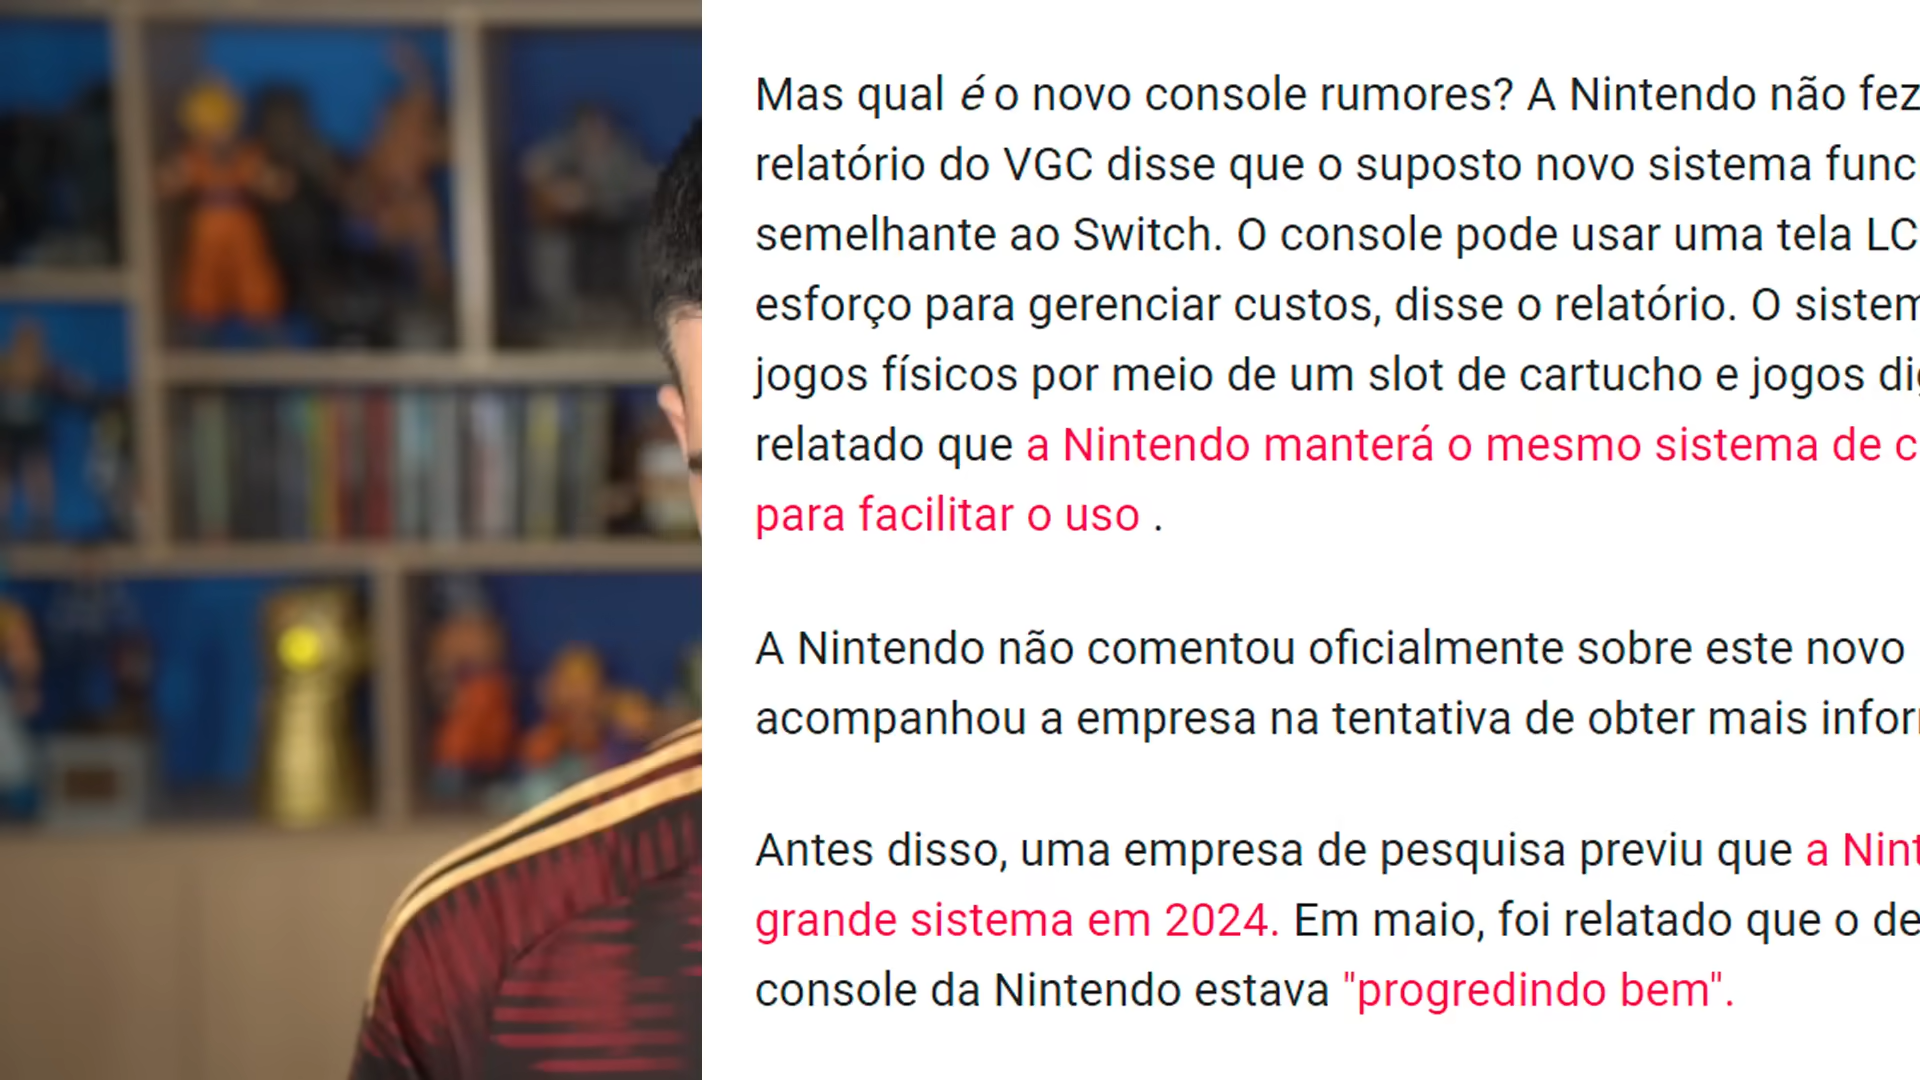 Mas qual é o novo console rumores? A Nintendo não fez
relatório do VGC disse que o suposto novo sistema func
semelhante ao Switch. O console pode usar uma tela LC
esforço para gerenciar custos, disse o relatório. O sistem
jogos físicos por meio de um slot de cartucho e jogos dig
relatado que a Nintendo manterá o mesmo sistema de c
para facilitar o uso .
A Nintendo não comentou oficialmente sobre este novo
acompanhou a empresa na tentativa de obter mais infor
Antes disso, uma empresa de pesquisa previu que a Nint
grande sistema em 2024. Em maio, foi relatado que o de
console da Nintendo estava "progredindo bem".